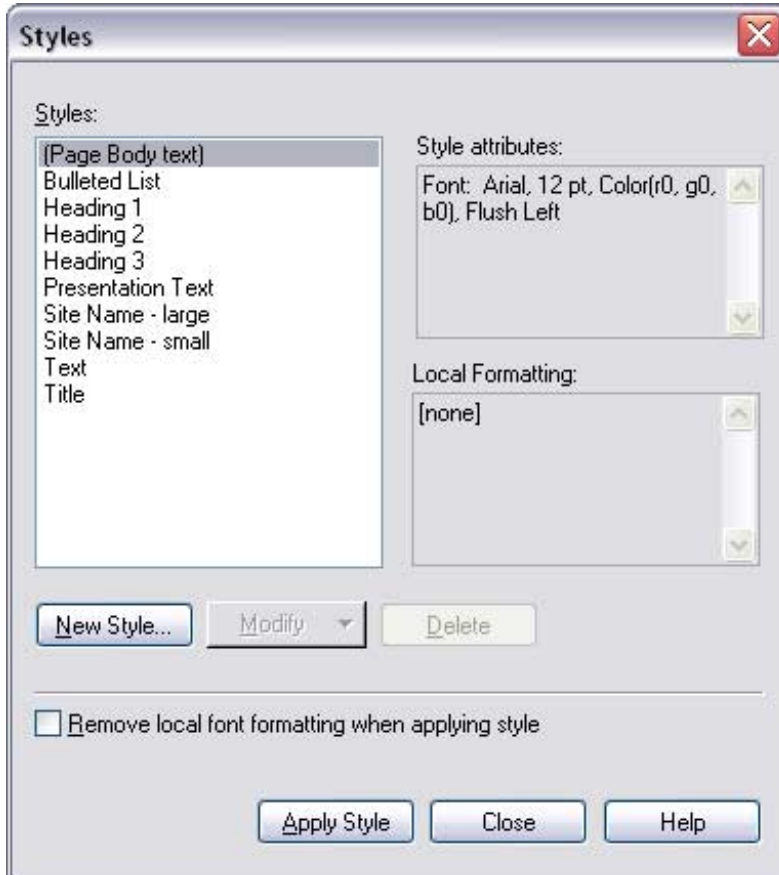 Styles
Styles:
(Page Body text)
Bulleted List
Heading 1
Heading 2
Heading 3
Presentation Text
Site Name - large
Site Name - small
Text
Title
Style attributes:
Font:  Arial, 12 pt, Color(r0, g0,
b0), Flush Left
Local Formatting:
[none]
New Style...
Modify
Delete
Remove local font formatting when applying style
Apply Style
Close
Help